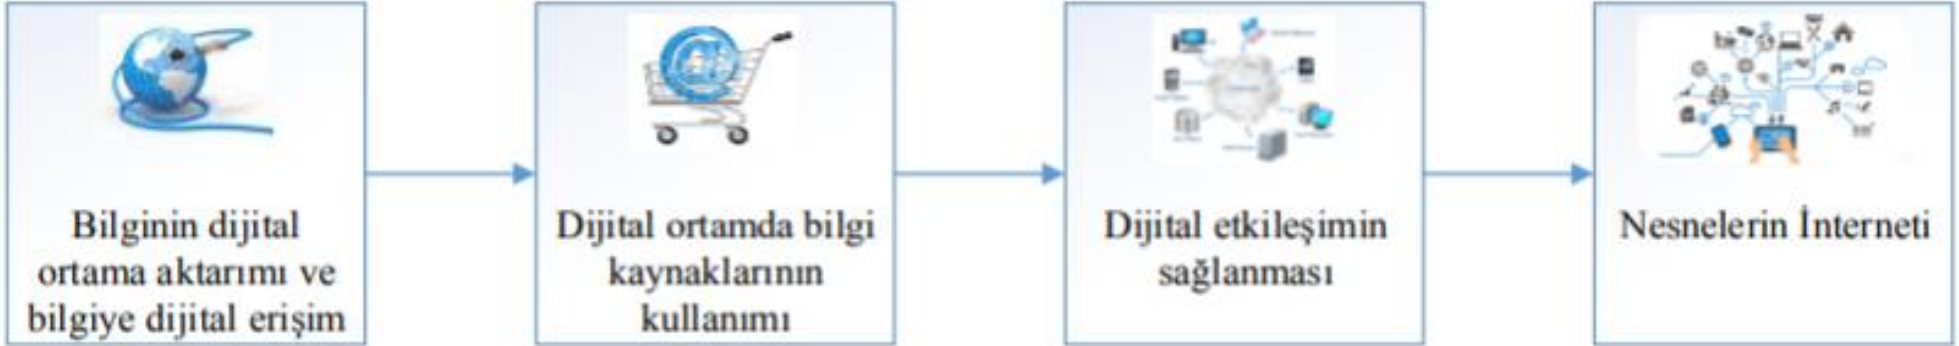 Bilginin dijital
ortama aktarımı ve
bilgiye dijital erişim
Dijital ortamda bilgi
kaynaklarının
kullanımı
Dijital etkileşimin
sağlanması
Nesnelerin İnterneti